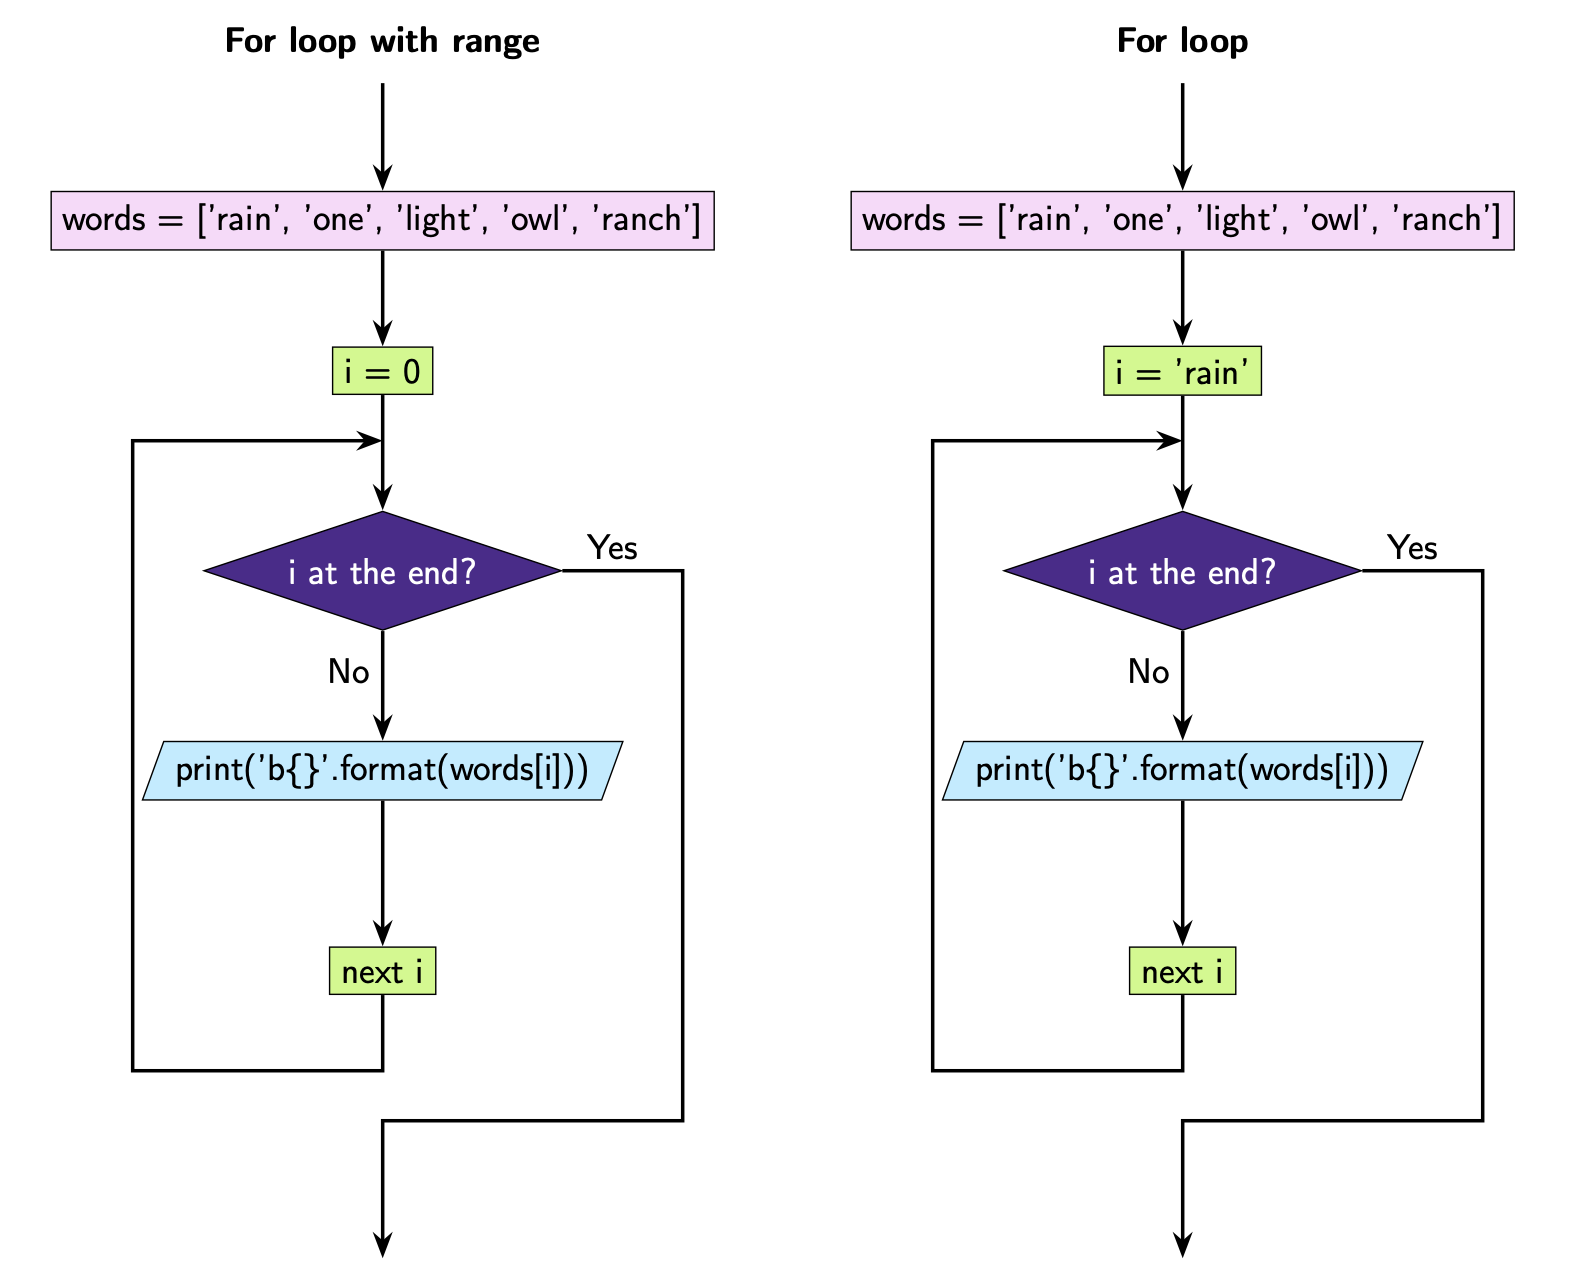 For loop with range
words = ['rain', 'one', 'light', 'owl', 'ranch']
i = 0
i at the end?
Yes
No
print('b{}'.format(words[i]))
next i
For loop
words = ['rain', 'one', 'light', 'owl', 'ranch']
i = 'rain'
i at the end?
Yes
No
print('b{}'.format(words[i]))
next i